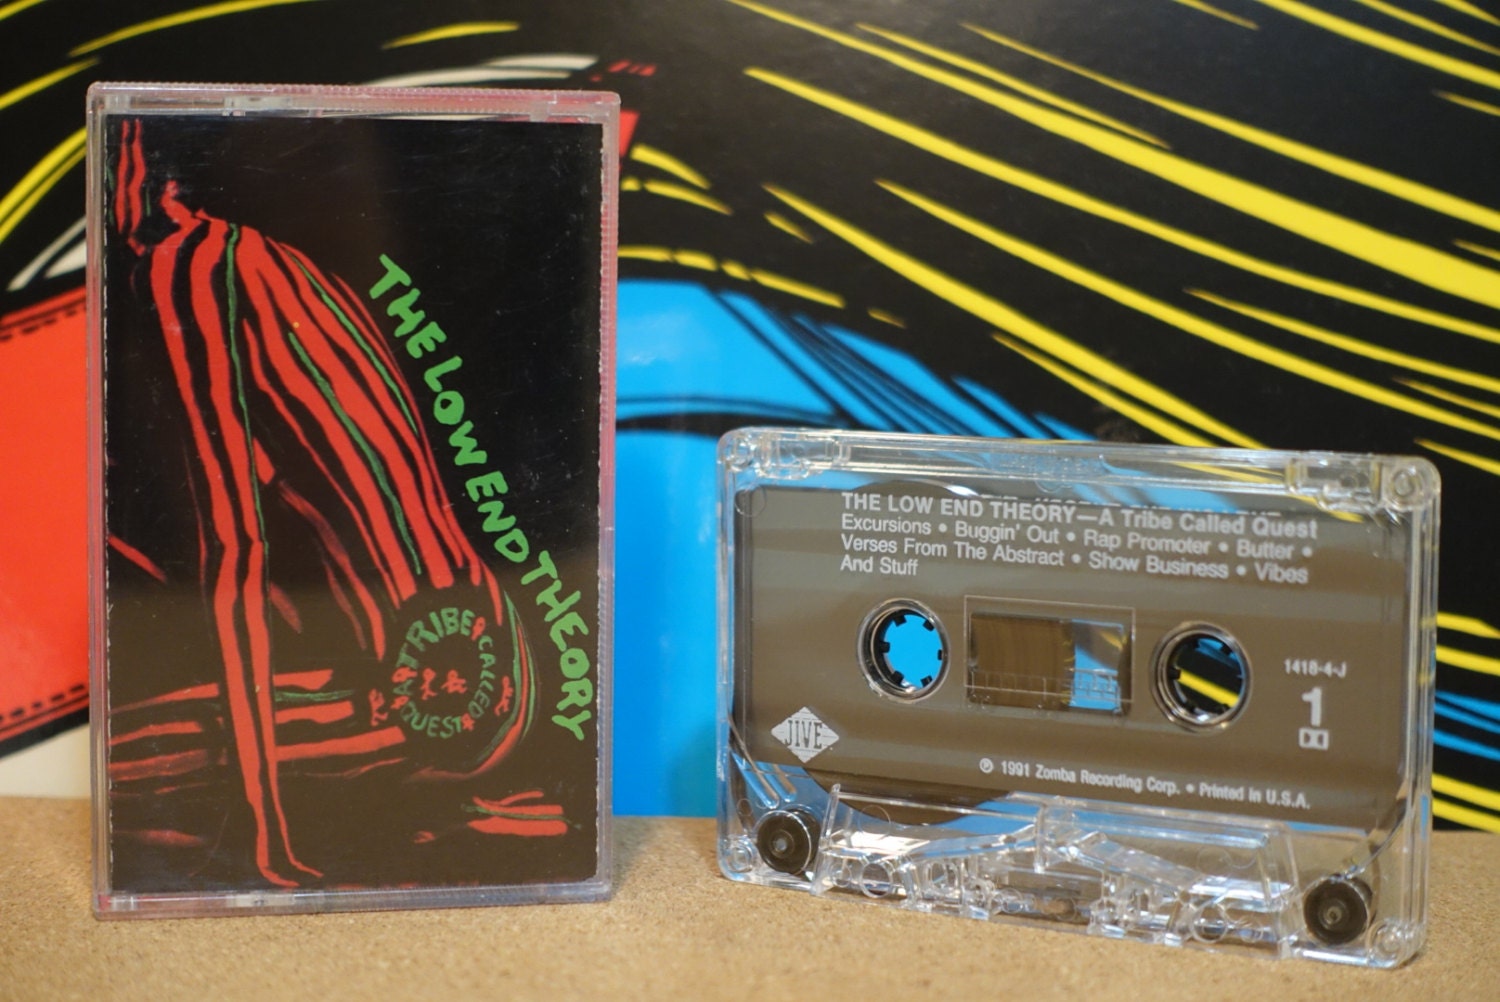 THE LOW END THEORY
A TRIBE CALLED QUEST
THE LOW END THEORY—A Tribe Called Quest
Excursions • Buggin' Out • Rap Promoter • Butter •
Verses From The Abstract • Show Business • Vibes
And Stuff
1418-4-J
1
JIVE
℗ 1991 Zomba Recording Corp. • Printed in U.S.A.